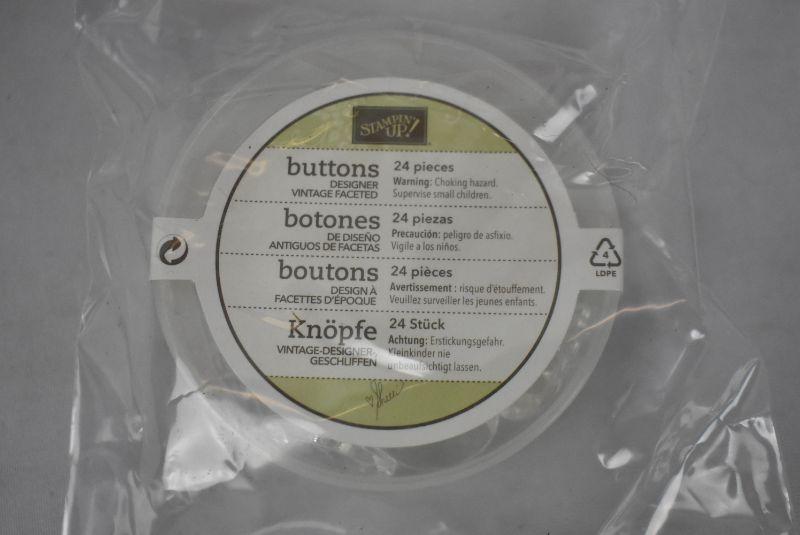 STAMPIN' UP!
buttons
DESIGNER
VINTAGE FACETED
24 pieces
Warning: Choking hazard.
Supervise small children.
botones
DE DISEÑO
ANTIGUOS DE FACETAS
24 piezas
Precaución: peligro de asfixio.
Vigile a los niños.
boutons
DESIGN À
FACETTES D'ÉPOQUE
24 pièces
Avertissement : risque d'étouffement.
Veuillez surveiller les jeunes enfants.
Knöpfe
VINTAGE-DESIGNER-,
GESCHLIFFEN
24 Stück
Achtung: Erstickungsgefahr.
Kleinkinder nie
unbeaufsichtigt lassen.
Shelli
4
LDPE